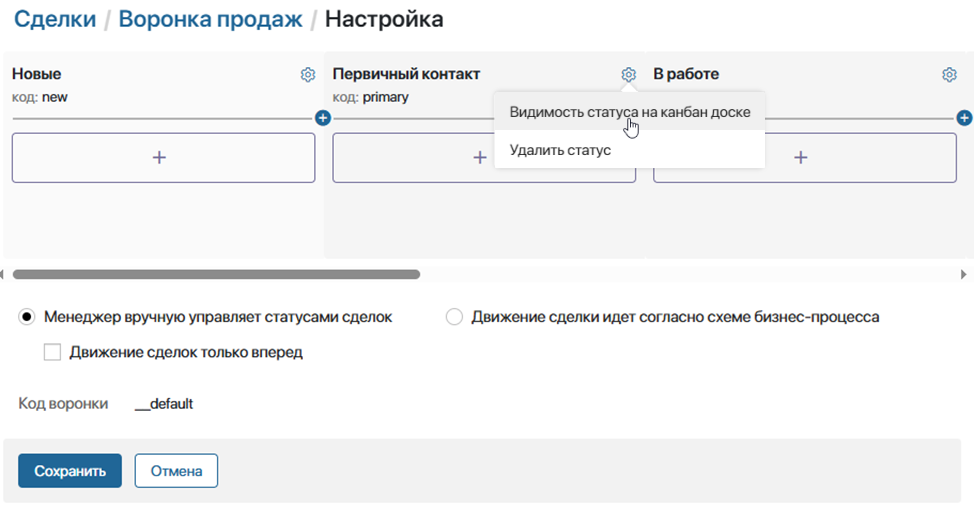 Сделки / Воронка продаж / Настройка
Новые
код: new
Первичный контакт
код: primary
В работе
Видимость статуса на канбан доске
Удалить статус
+ + +
Менеджер вручную управляет статусами сделок
Движение сделки идет согласно схеме бизнес-процесса
Движение сделок только вперед
Код воронки __default
Сохранить Отмена